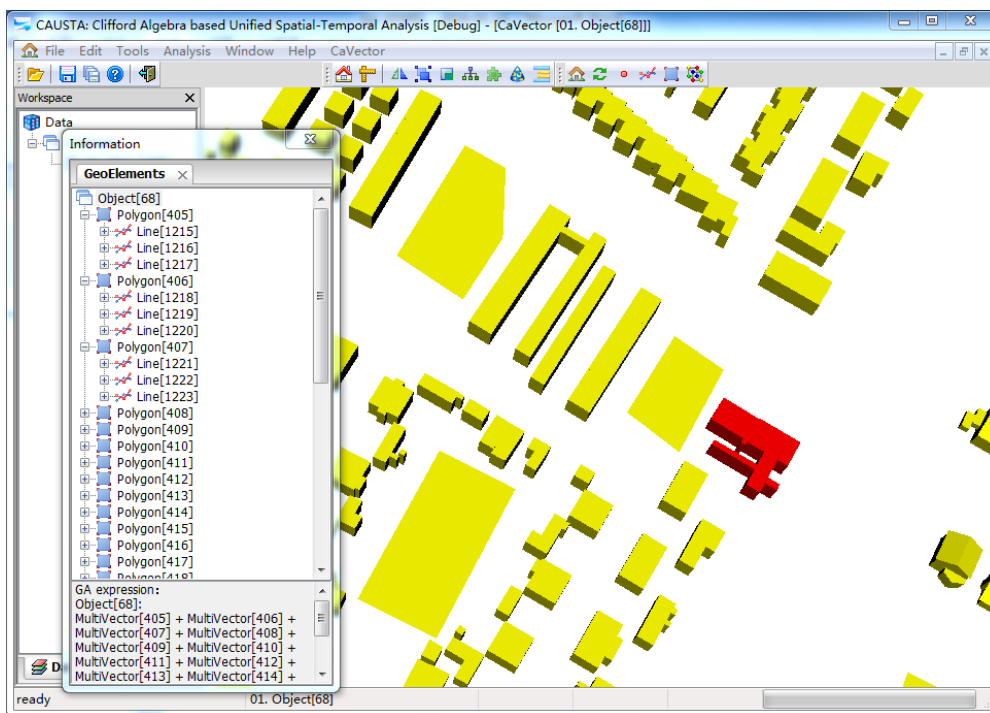 CAUSTA: Clifford Algebra based Unified Spatial-Temporal Analysis [Debug] - [CaVector [01. Object[68]]]
File Edit Tools Analysis Window Help CaVector
Workspace
Data
Information
GeoElements
Object[68]
Polygon[405]
Line[1215]
Line[1216]
Line[1217]
Polygon[406]
Line[1218]
Line[1219]
Line[1220]
Polygon[407]
Line[1221]
Line[1222]
Line[1223]
Polygon[408]
Polygon[409]
Polygon[410]
Polygon[411]
Polygon[412]
Polygon[413]
Polygon[414]
Polygon[415]
Polygon[416]
Polygon[417]
Polygon[418]
GA expression:
Object[68]:
MultiVector[405] + MultiVector[406] +
MultiVector[407] + MultiVector[408] +
MultiVector[409] + MultiVector[410] +
MultiVector[411] + MultiVector[412] +
MultiVector[413] + MultiVector[414] +
ready
01. Object[68]